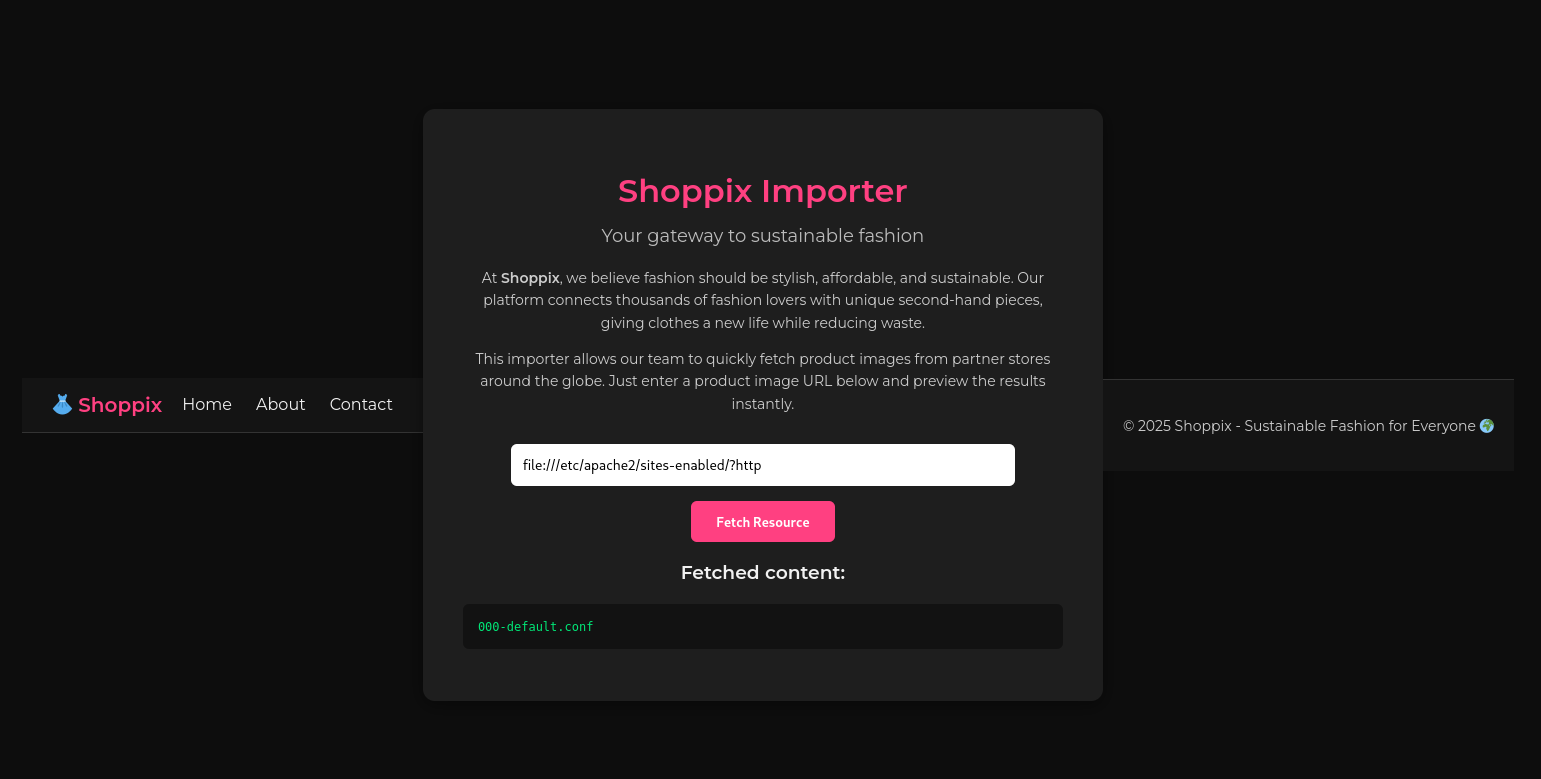 Shoppix Home About Contact
Shoppix Importer
Your gateway to sustainable fashion
At Shoppix, we believe fashion should be stylish, affordable, and sustainable. Our
platform connects thousands of fashion lovers with unique second-hand pieces,
giving clothes a new life while reducing waste.
This importer allows our team to quickly fetch product images from partner stores
around the globe. Just enter a product image URL below and preview the results
instantly.
file:///etc/apache2/sites-enabled/?http
Fetch Resource
Fetched content:
000-default.conf
© 2025 Shoppix - Sustainable Fashion for Everyone